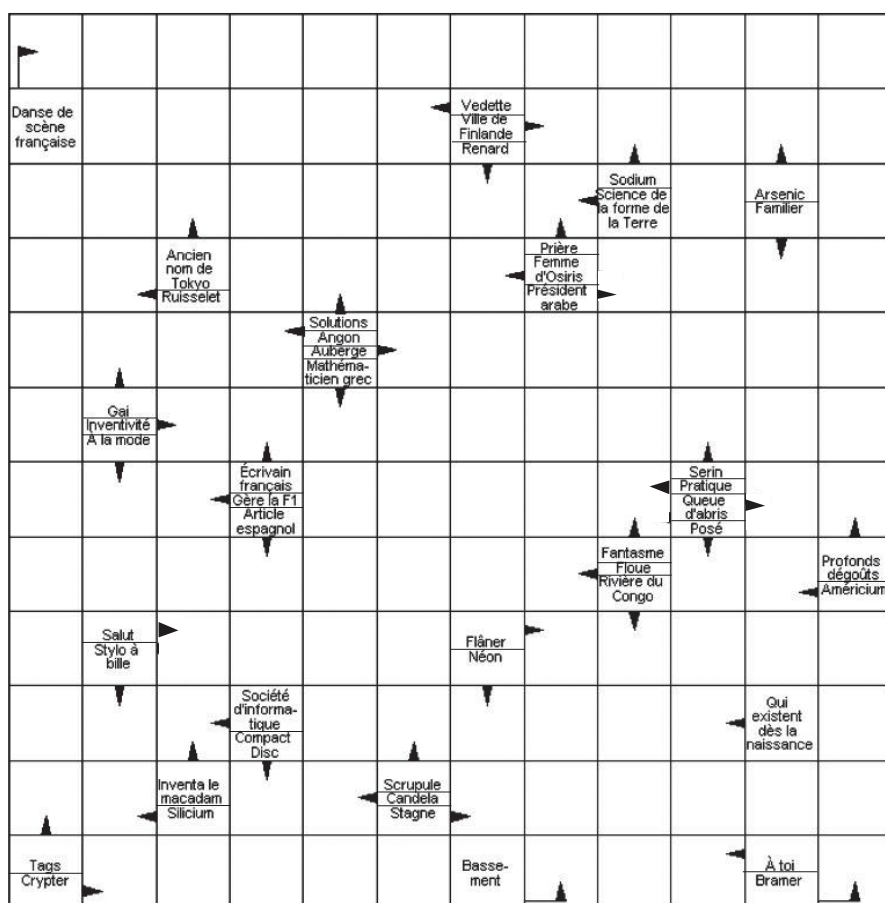 Danse de
scène
française
Vedette
Ville de
Finlande
Renard
Sodium
Science de
la forme de
la Terre
Arsenic
Familier
Ancien
nom de
Tokyo
Ruisselet
Prière
Femme
d'Osiris
Président
arabe
Solutions
Angon
Auberge
Mathéma-
ticien grec
Gai
Inventivité
À la mode
Écrivain
français
Gère la F1
Article
espagnol
Serin
Pratique
Queue
d'abris
Posé
Fantasme
Floue
Rivière du
Congo
Profonds
dégoûts
Américium
Salut
Stylo à
bille
Flâner
Néon
Société
d'informa-
tique
Compact
Disc
Qui
existent
dès la
naissance
Inventa le
macadam
Silicium
Scrupule
Candela
Stagne
Tags
Crypter
Basse-
ment
À toi
Bramer